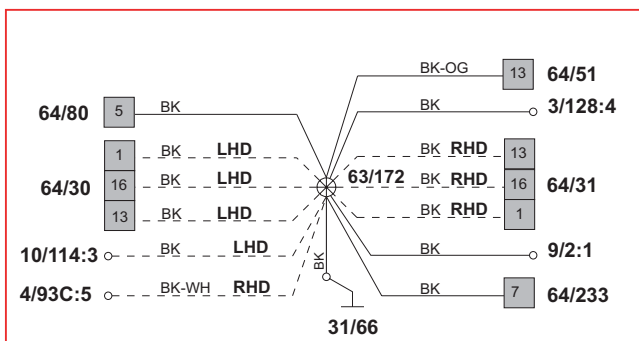 BK-OG 13 64/51
BK 3/128:4
64/80 5 BK
1 BK LHD
BK RHD 13
63/172
64/30 16 BK LHD
BK RHD 16 64/31
13 BK LHD
BK RHD 1
10/114:3 BK LHD
BK 9/2:1
BK
4/93C:5 BK-WH RHD
BK 7 64/233
31/66